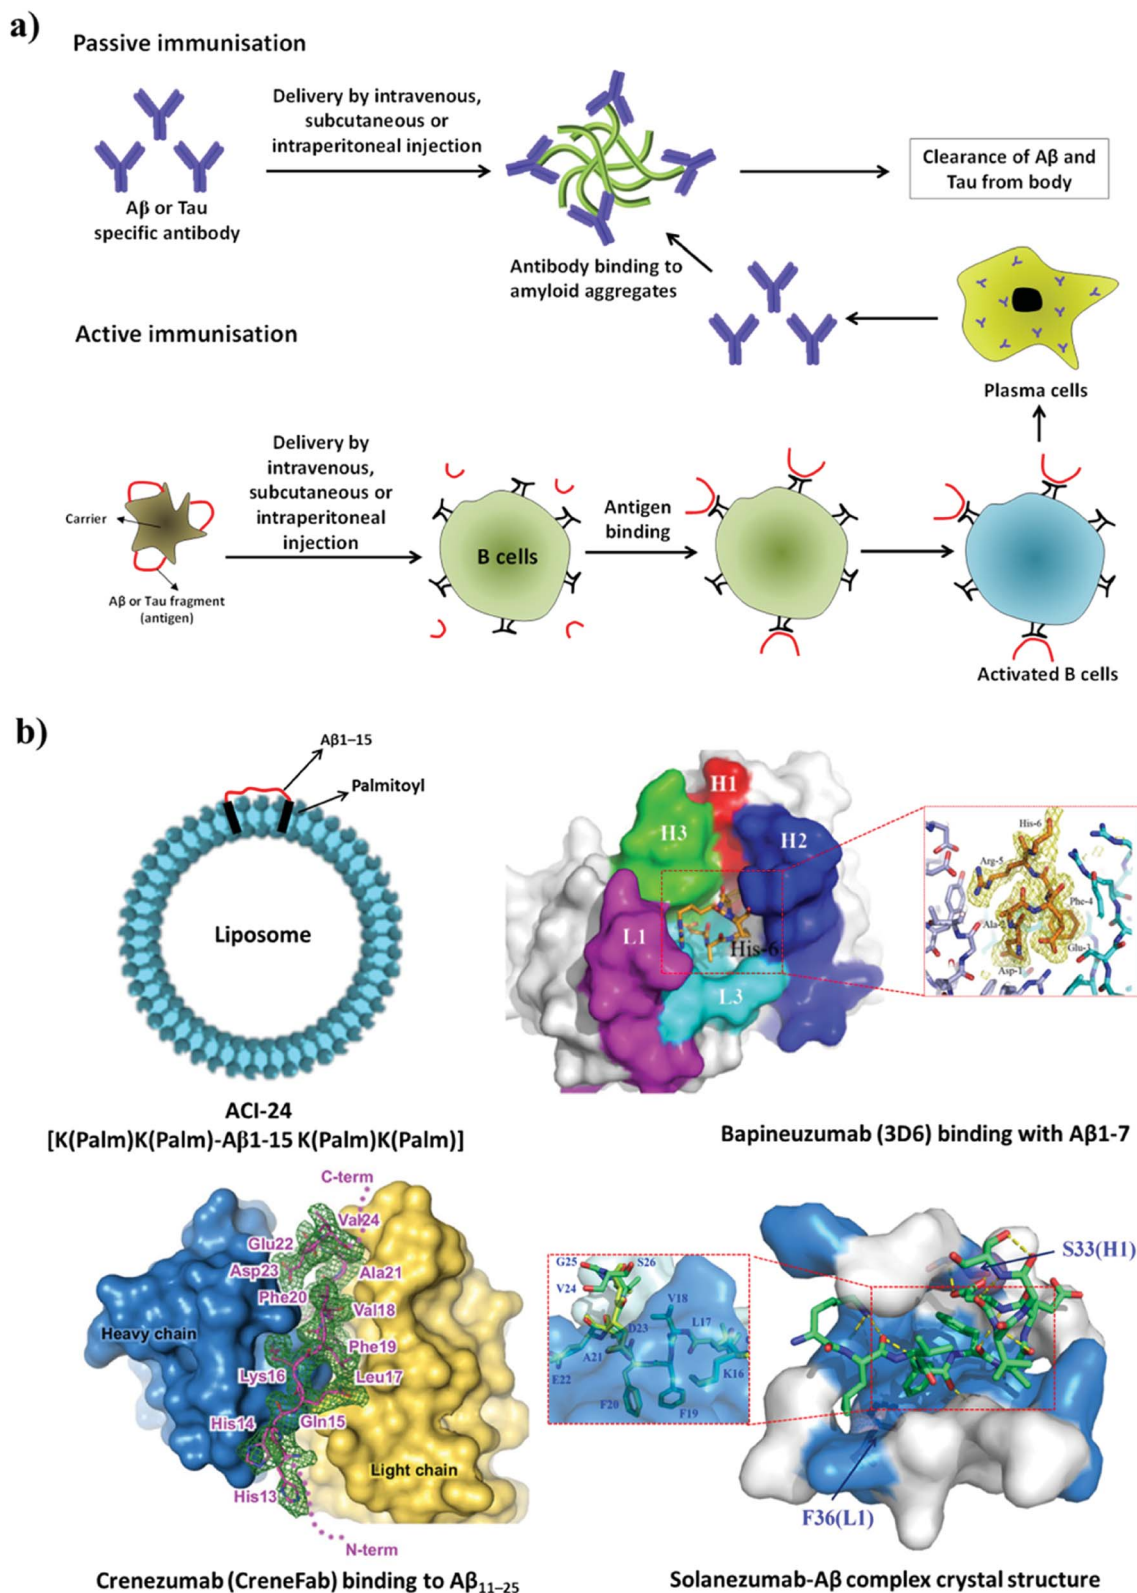 a)
Passive immunisation
Delivery by intravenous,
subcutaneous or
intraperitoneal injection
Aβ or Tau
specific antibody
Antibody binding to
amyloid aggregates
Clearance of Aβ and
Tau from body
Plasma cells
Active immunisation
Delivery by
intravenous,
subcutaneous or
intraperitoneal
injection
Carrier
Aβ or Tau fragment
(antigen)
B cells
Antigen
binding
Activated B cells
b)
Aβ1–15
Palmitoyl
Liposome
ACI-24
[K(Palm)K(Palm)-Aβ1-15 K(Palm)K(Palm)]
H1
H3
H2
L1
His-6
L3
His-6
Arg-5
Phe-4
Ala-2
Glu-3
Asp-1
Bapineuzumab (3D6) binding with Aβ1-7
C-term
Val24
Glu22
Asp23
Ala21
Phe20
Val18
Heavy chain
Phe19
Lys16
Leu17
His14
Gln15
Light chain
His13
N-term
Crenezumab (CreneFab) binding to Aβ11–25
G25
S26
V24
V18
D23
L17
A21
E22
K16
F20
F19
S33(H1)
F36(L1)
Solanezumab-Aβ complex crystal structure